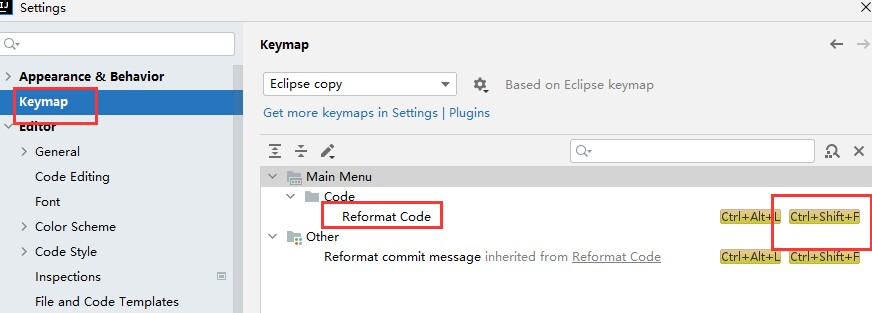 IJ
Settings
Keymap
Eclipse copy
Based on Eclipse keymap
Get more keymaps in Settings | Plugins
Appearance & Behavior
Keymap
Editor
General
Code Editing
Font
Color Scheme
Code Style
Inspections
File and Code Templates
Main Menu
Code
Reformat Code Ctrl+Alt+L Ctrl+Shift+F
Other
Reformat commit message inherited from Reformat Code Ctrl+Alt+L Ctrl+Shift+F